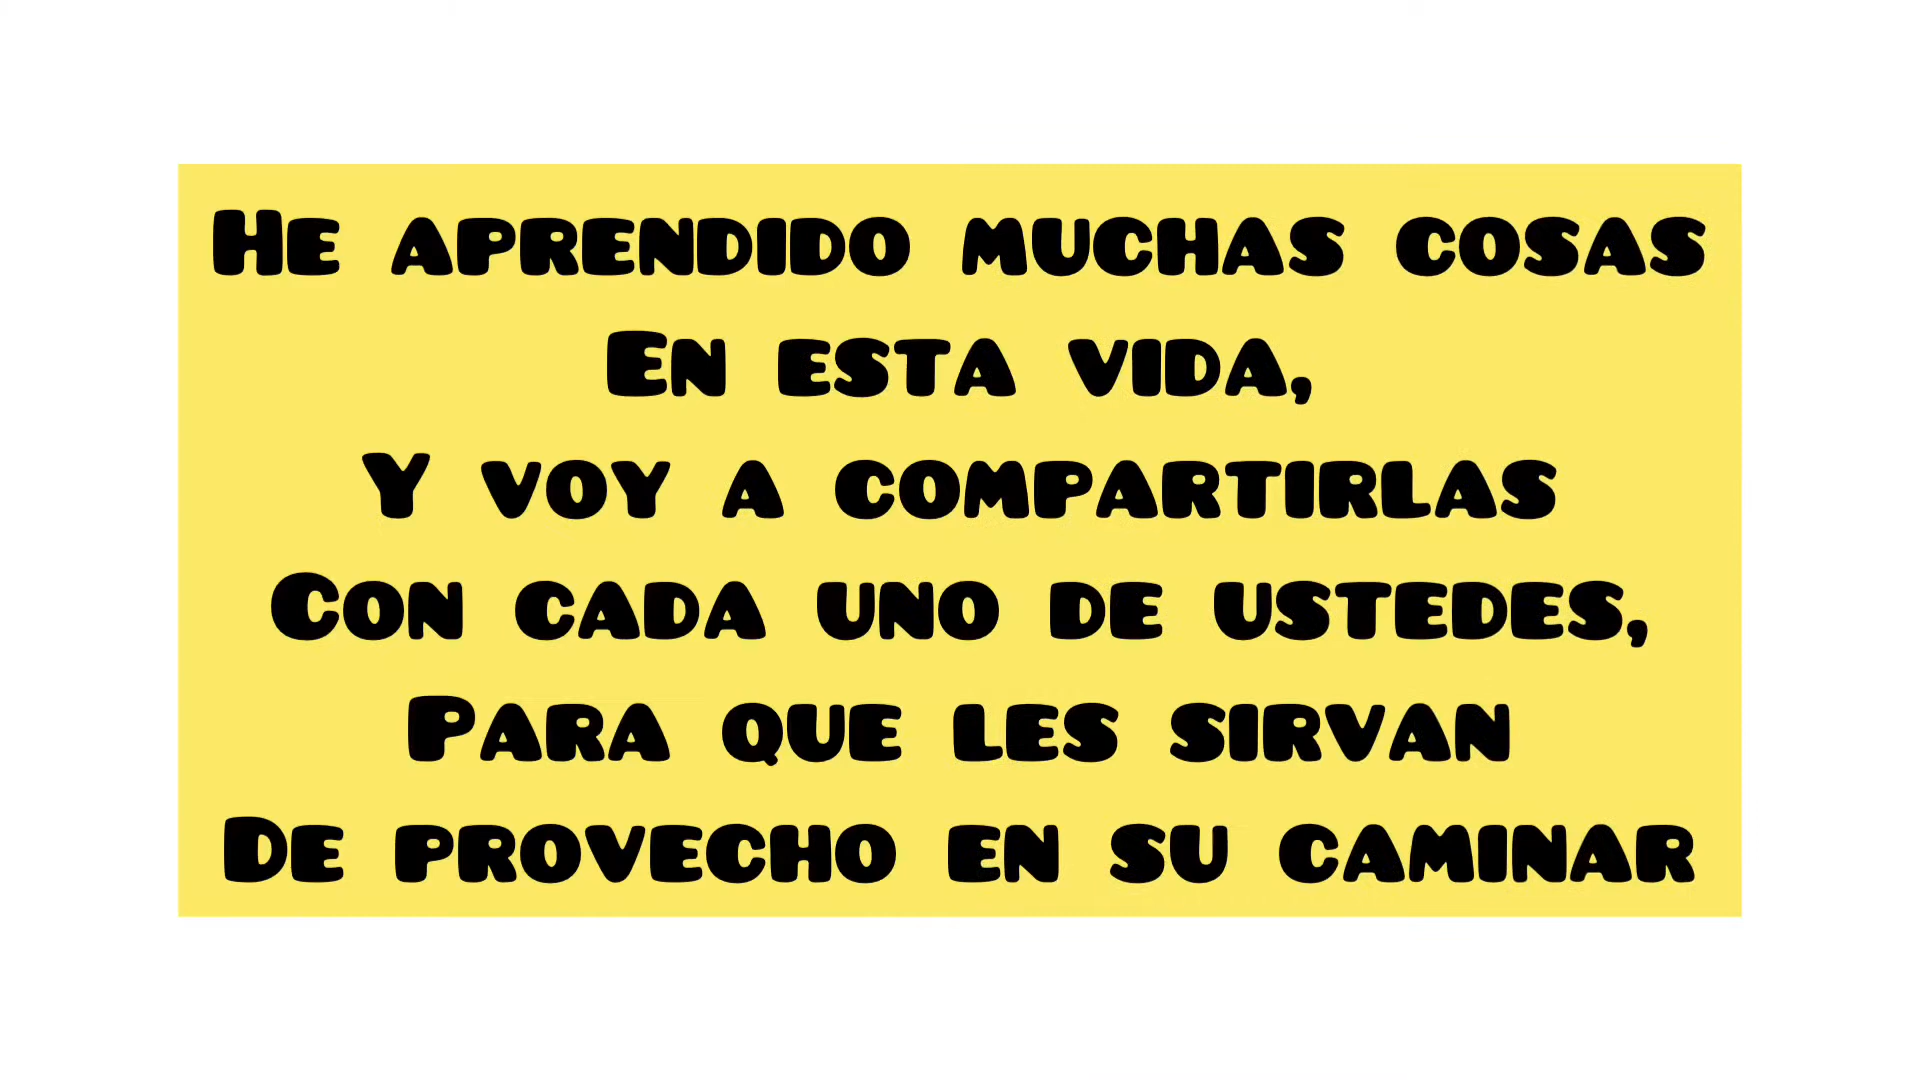 He aprendido muchas cosas
En esta vida,
Y voy a compartirlas
Con cada uno de ustedes,
Para que les sirvan
De provecho en su caminar